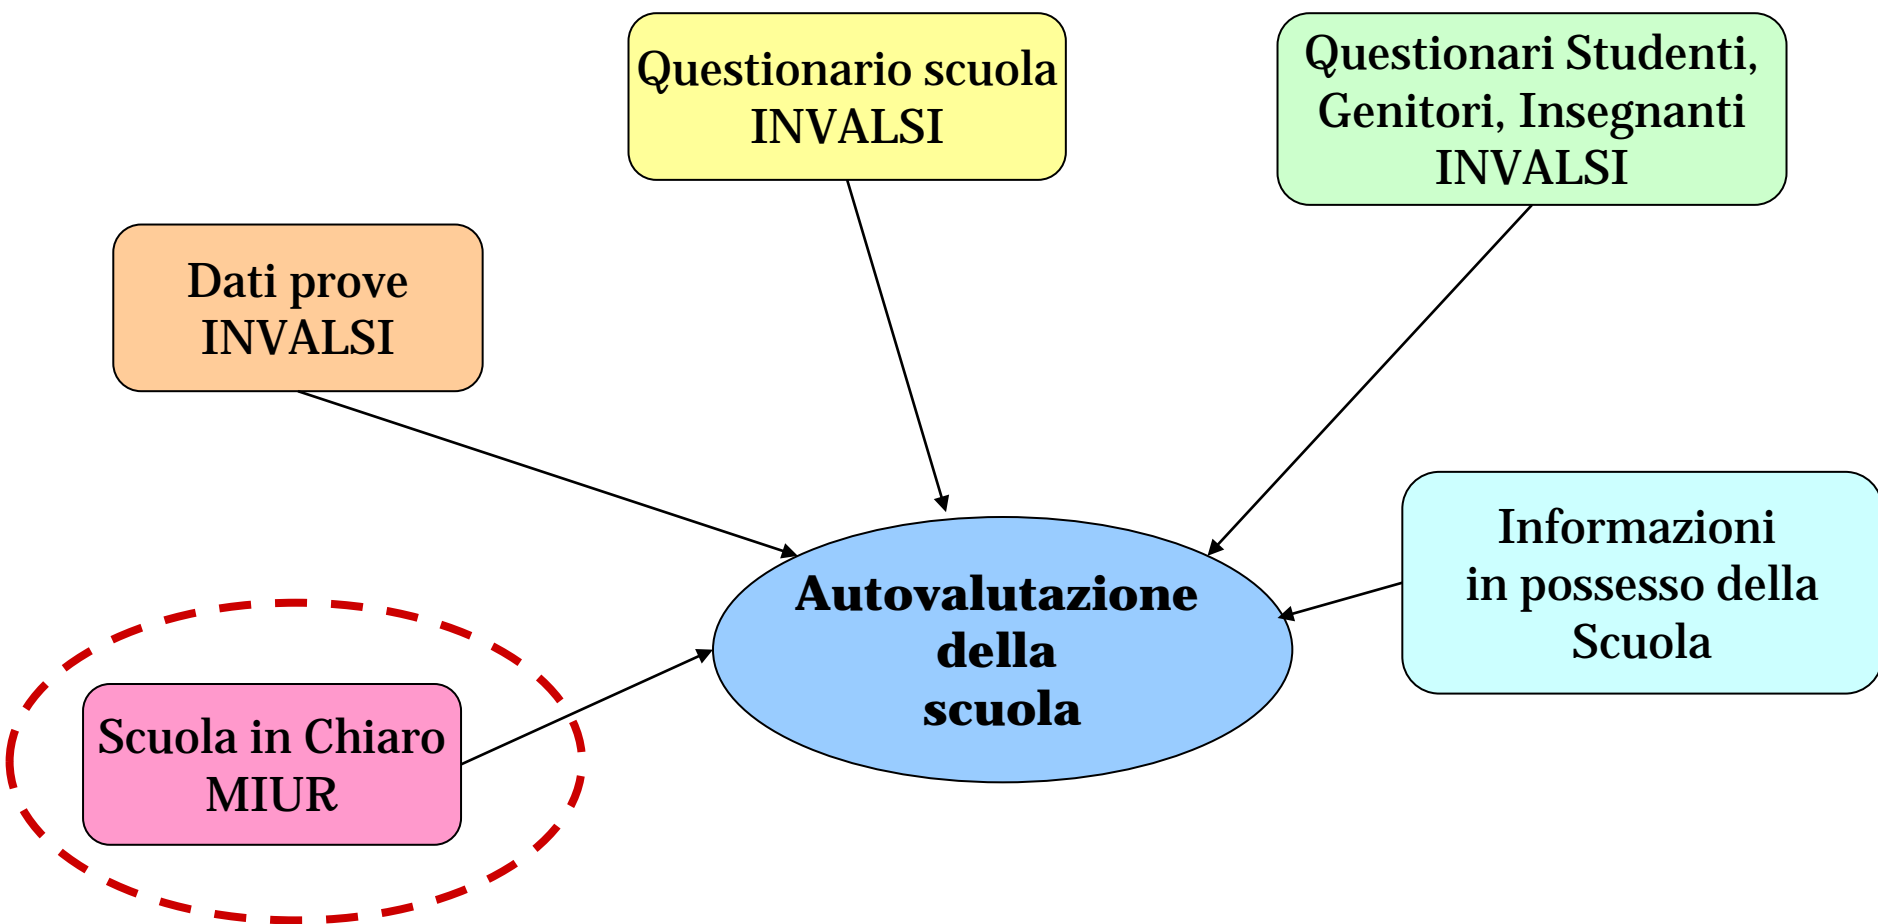 Questionario scuola
INVALSI
Questionari Studenti,
Genitori, Insegnanti
INVALSI
Dati prove
INVALSI
Informazioni
in possesso della
Scuola
Autovalutazione
della
scuola
Scuola in Chiaro
MIUR